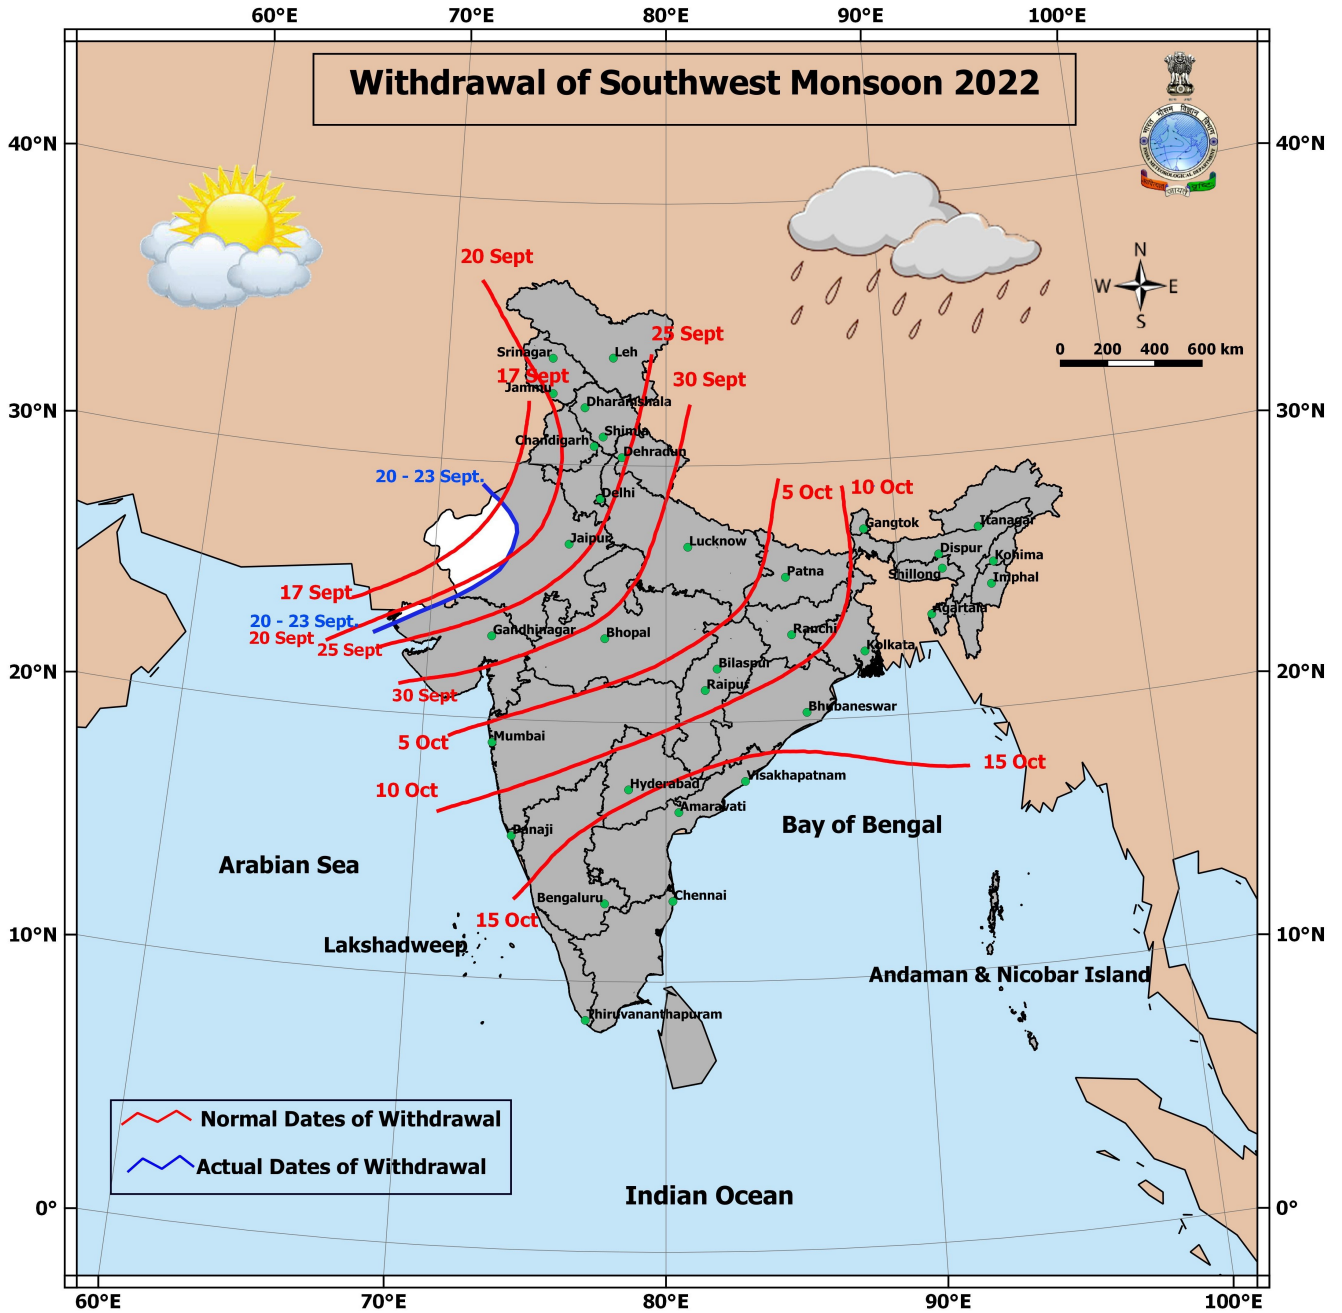 60°E 70°E 80°E 90°E 100°E
Withdrawal of Southwest Monsoon 2022
भारत मौसम विज्ञान विभाग
INDIA METEOROLOGICAL DEPARTMENT
40°N 40°N
20 Sept
N
W E
S
25 Sept
0 200 400 600 km
Srinagar Leh
17 Sept 30 Sept
Jammu
Dharamshala
30°N 30°N
Shimla
Chandigarh
Dehradun
20 - 23 Sept.
5 Oct 10 Oct
Delhi
Gangtok Itanagar
Jaipur Lucknow
Dispur Kohima
Patna Shillong Imphal
17 Sept
Agartala
20 - 23 Sept.
20 Sept Gandhinagar Bhopal Ranchi
25 Sept Kolkata
20°N 20°N
Bilaspur
Raipur
30 Sept
Bhubaneswar
5 Oct Mumbai
15 Oct
Visakhapatnam
10 Oct Hyderabad
Amaravati
Bay of Bengal
Panaji
Arabian Sea
Bengaluru Chennai
15 Oct
10°N 10°N
Lakshadweep
Andaman & Nicobar Island
Thiruvananthapuram
Normal Dates of Withdrawal
Actual Dates of Withdrawal
Indian Ocean
0° 0°
60°E 70°E 80°E 90°E 100°E